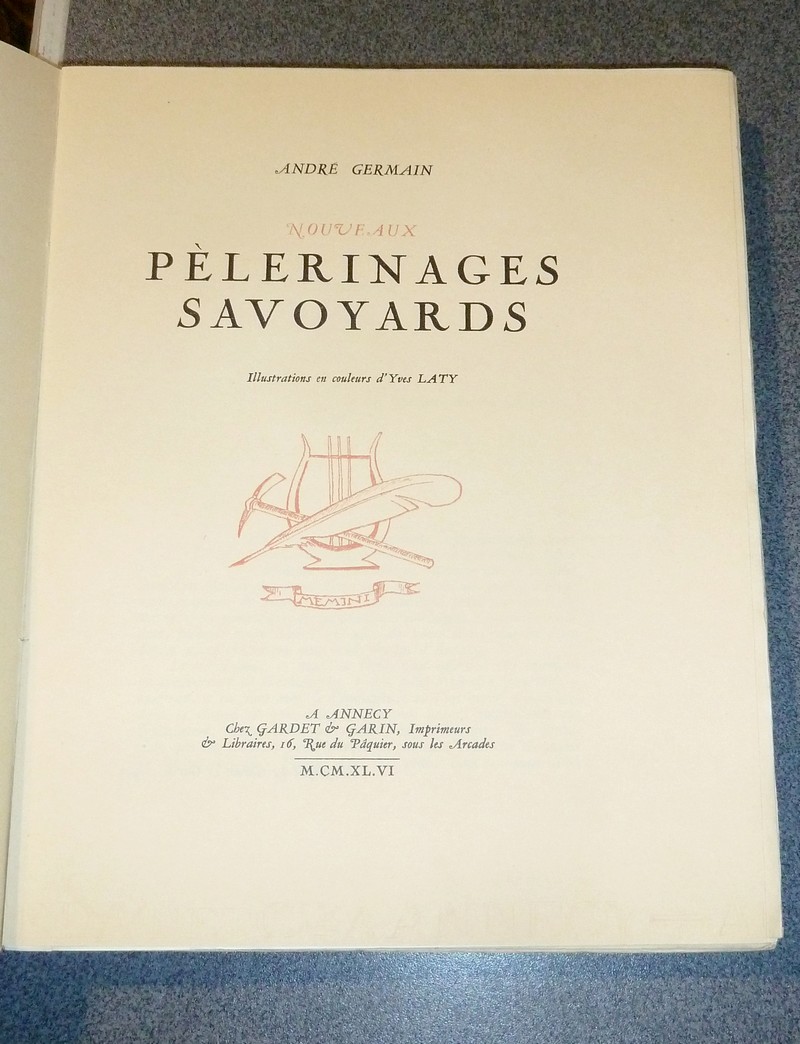 ANDRÉ GERMAIN
NOUVEAUX
PÈLERINAGES
SAVOYARDS
Illustrations en couleurs d'Yves LATY
MEMINI
A ANNECY
Chez GARDET & GARIN, Imprimeurs
& Libraires, 16, Rue du Pâquier, sous les Arcades
M.CM.XL.VI